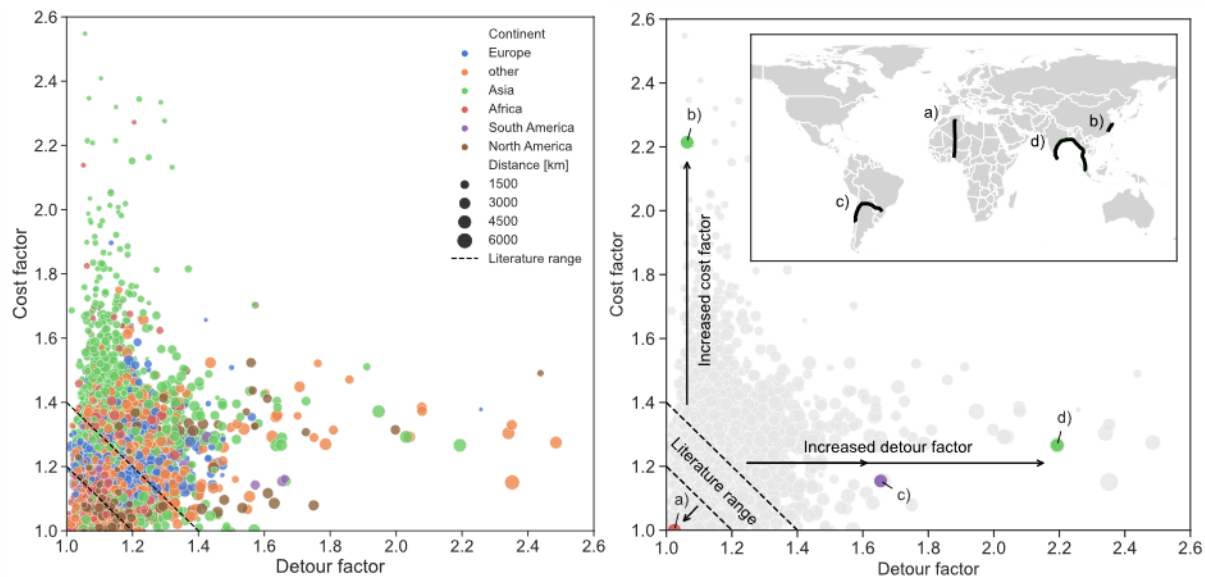 2.6
2.4
2.2
2.0
1.8
1.6
1.4
1.2
1.0
Cost factor
1.0 1.2 1.4 1.6 1.8 2.0 2.2 2.4 2.6
Detour factor
Continent
Europe
other
Asia
Africa
South America
North America
Distance [km]
1500
3000
4500
6000
Literature range
2.6
2.4
2.2
2.0
1.8
1.6
1.4
1.2
1.0
Cost factor
1.0 1.2 1.4 1.6 1.8 2.0 2.2 2.4 2.6
Detour factor
b)
Increased cost factor
a)
b)
d)
c)
d)
Increased detour factor
c)
Literature range
a)